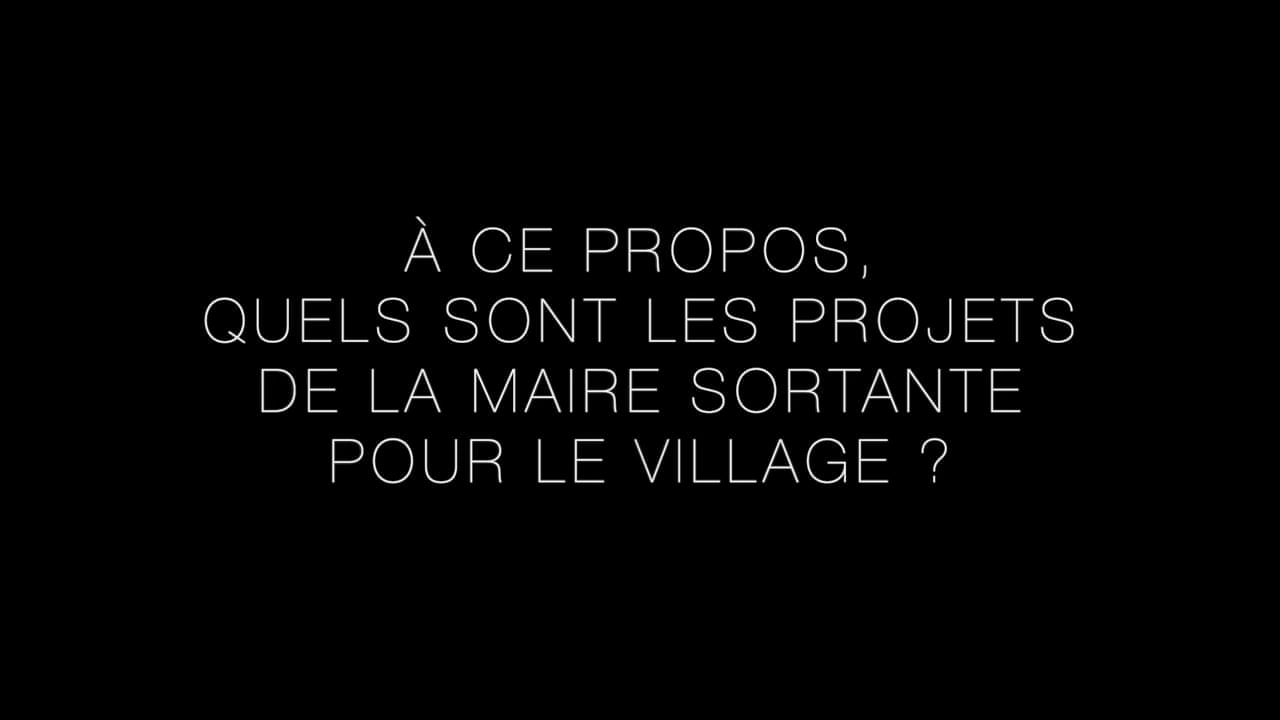 À CE PROPOS,
QUELS SONT LES PROJETS
DE LA MAIRE SORTANTE
POUR LE VILLAGE ?